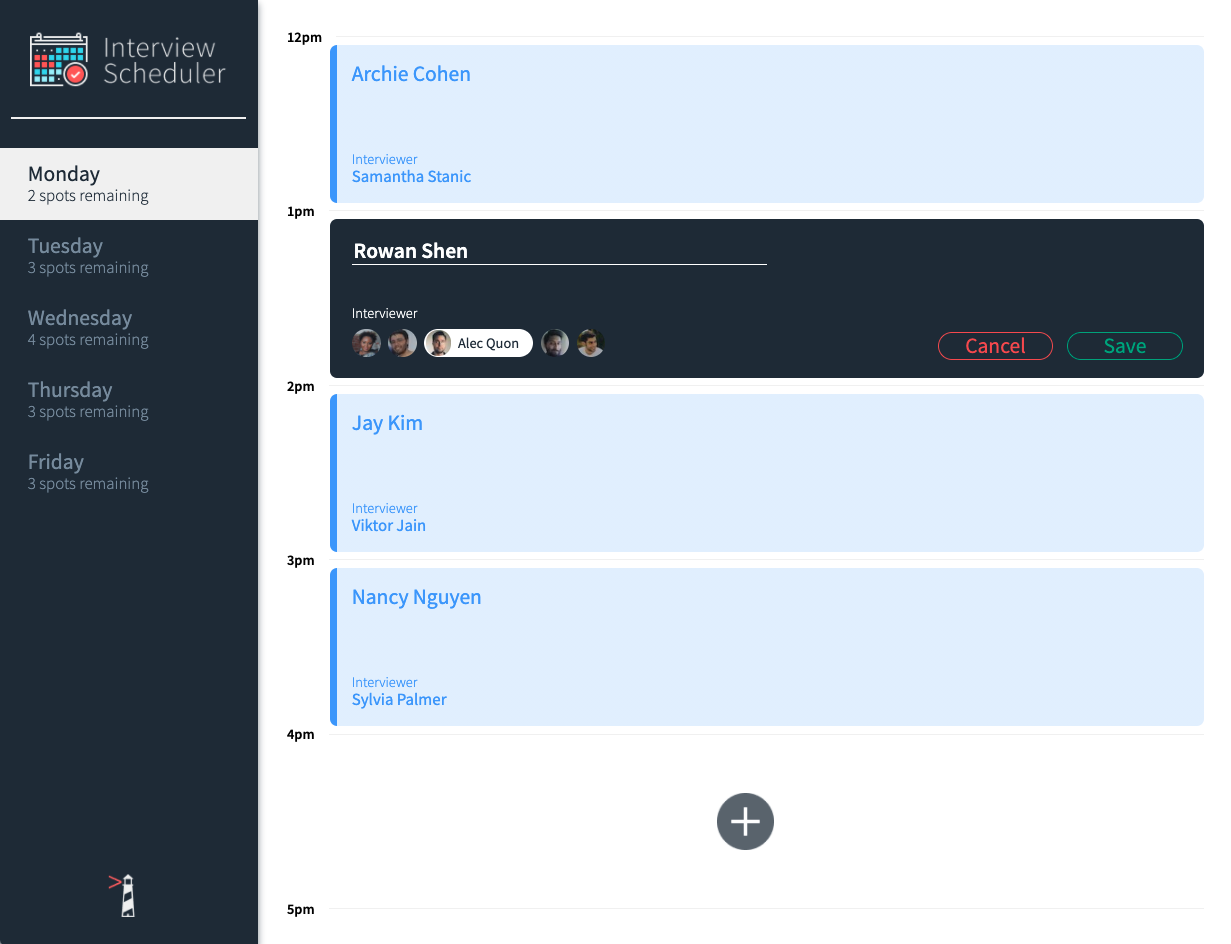 Interview
Scheduler
Monday
2 spots remaining
Tuesday
3 spots remaining
Wednesday
4 spots remaining
Thursday
3 spots remaining
Friday
3 spots remaining
12pm
Archie Cohen
Interviewer
Samantha Stanic
1pm
Rowan Shen
Interviewer
Alec Quon
Cancel
Save
2pm
Jay Kim
Interviewer
Viktor Jain
3pm
Nancy Nguyen
Interviewer
Sylvia Palmer
4pm
5pm